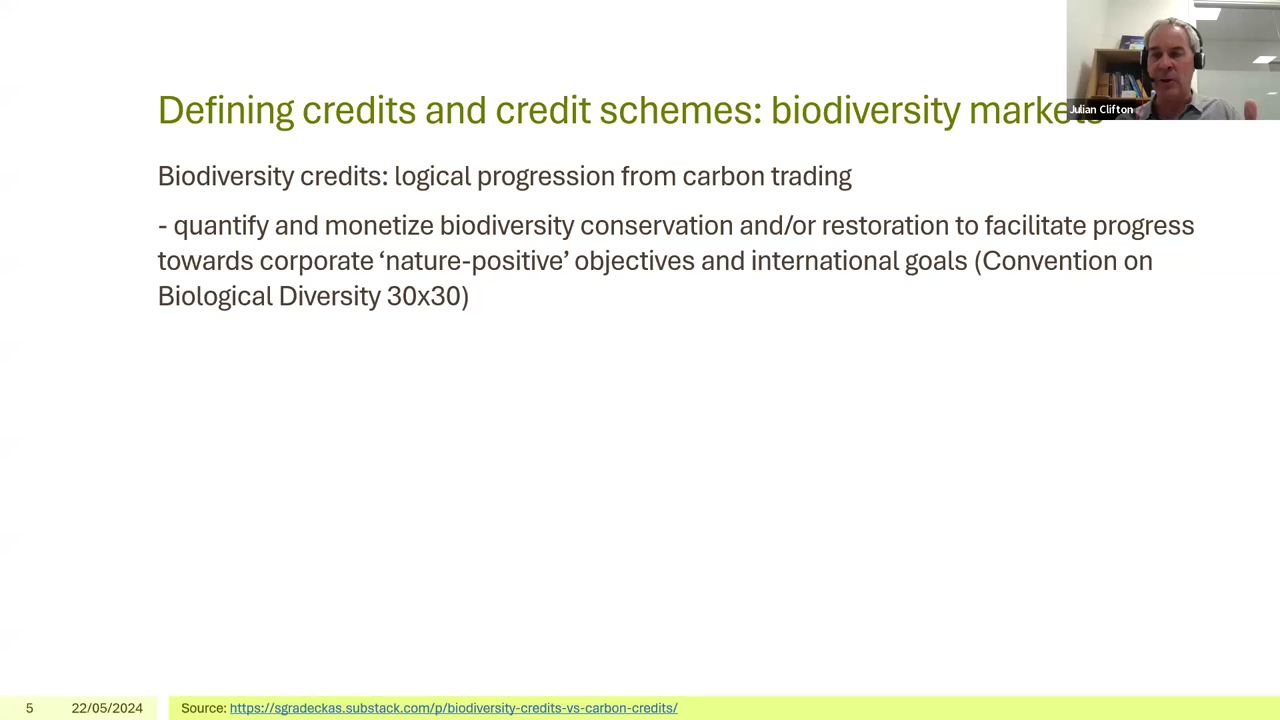 Defining credits and credit schemes: biodiversity markets
Julian Clifton
Biodiversity credits: logical progression from carbon trading
- quantify and monetize biodiversity conservation and/or restoration to facilitate progress
towards corporate ‘nature-positive’ objectives and international goals (Convention on
Biological Diversity 30x30)
5
22/05/2024
Source: https://sgradeckas.substack.com/p/biodiversity-credits-vs-carbon-credits/